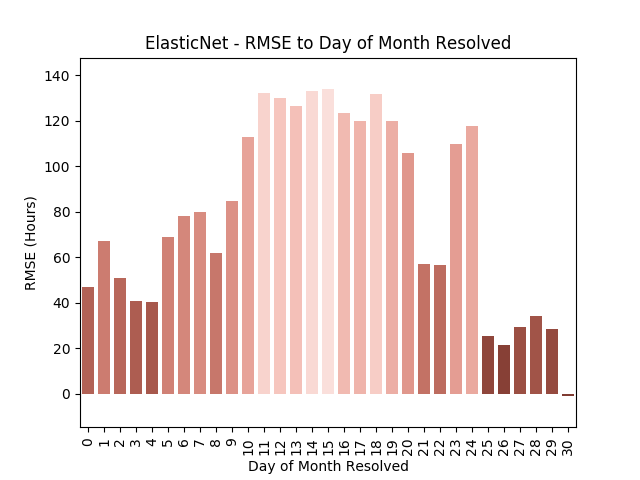 ElasticNet - RMSE to Day of Month Resolved
140
120
100
80
60
40
20
0
RMSE (Hours)
0 1 2 3 4 5 6 7 8 9 10 11 12 13 14 15 16 17 18 19 20 21 22 23 24 25 26 27 28 29 30
Day of Month Resolved